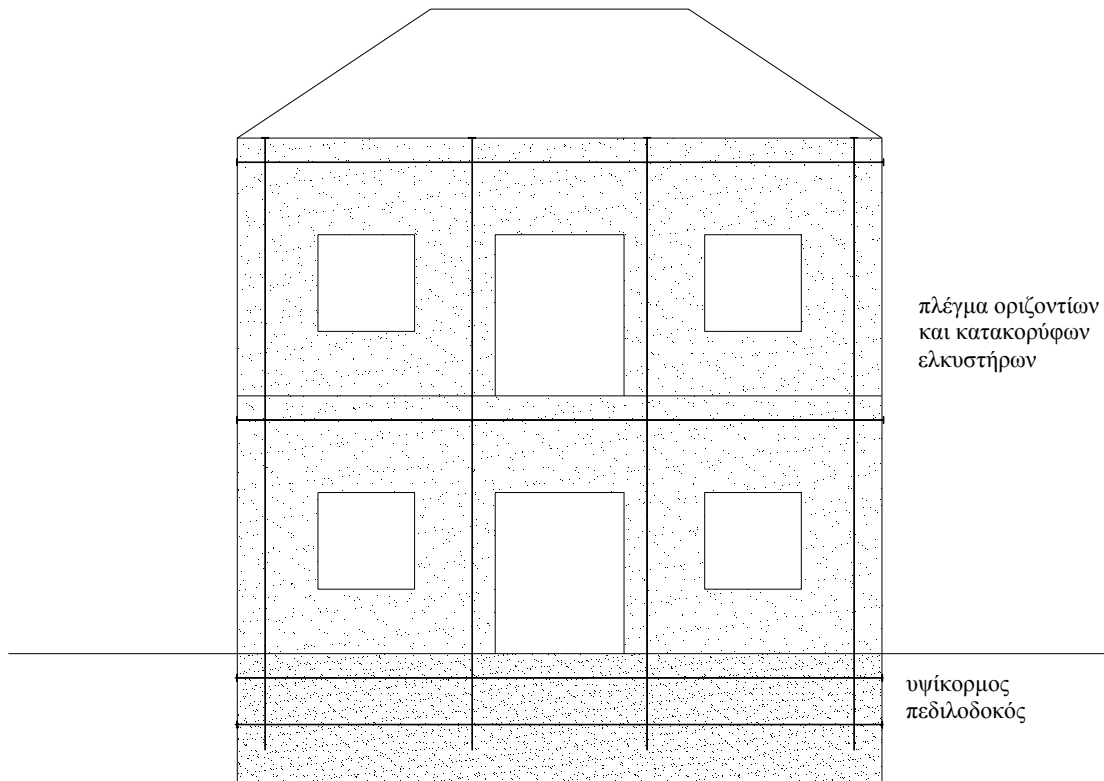 πλέγμα οριζοντίων
και κατακορύφων
ελκυστήρων
υψίκορμος
πεδιλοδοκός